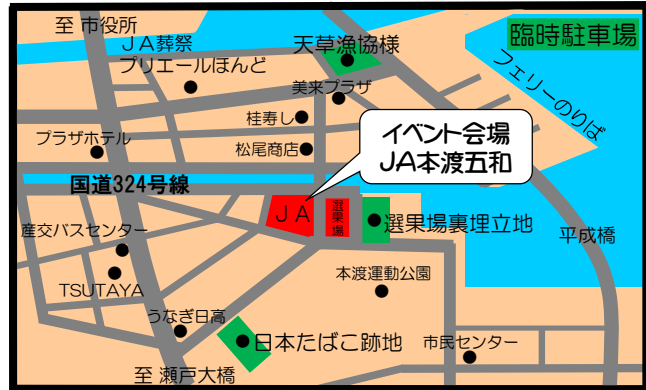 至 市役所
JA葬祭
プリエールほんど
天草漁協様
臨時駐車場
フェリーのりば
美来プラザ
桂寿し
プラザホテル
松尾商店
イベント会場
JA本渡五和
国道324号線
JA
選果場
選果場裏埋立地
平成橋
産交バスセンター
TSUTAYA
本渡運動公園
うなぎ日高
日本たばこ跡地
市民センター
至 瀬戸大橋